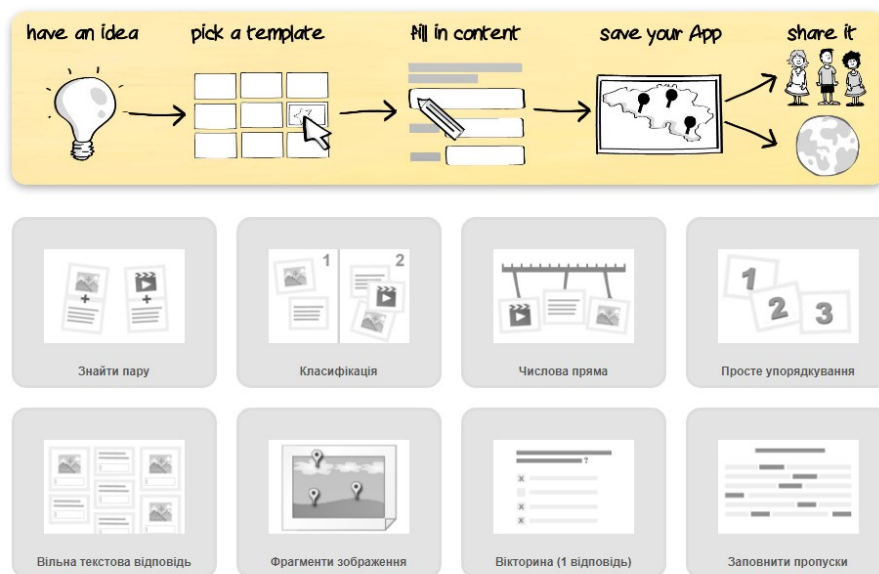 have an idea
pick a template
fill in content
save your App
share it
1
2
1
2
3
Знайти пару
Класифікація
Числова пряма
Просте упорядкування
?
Вільна текстова відповідь
Фрагменти зображення
Вікторина (1 відповідь)
Заповнити пропуски